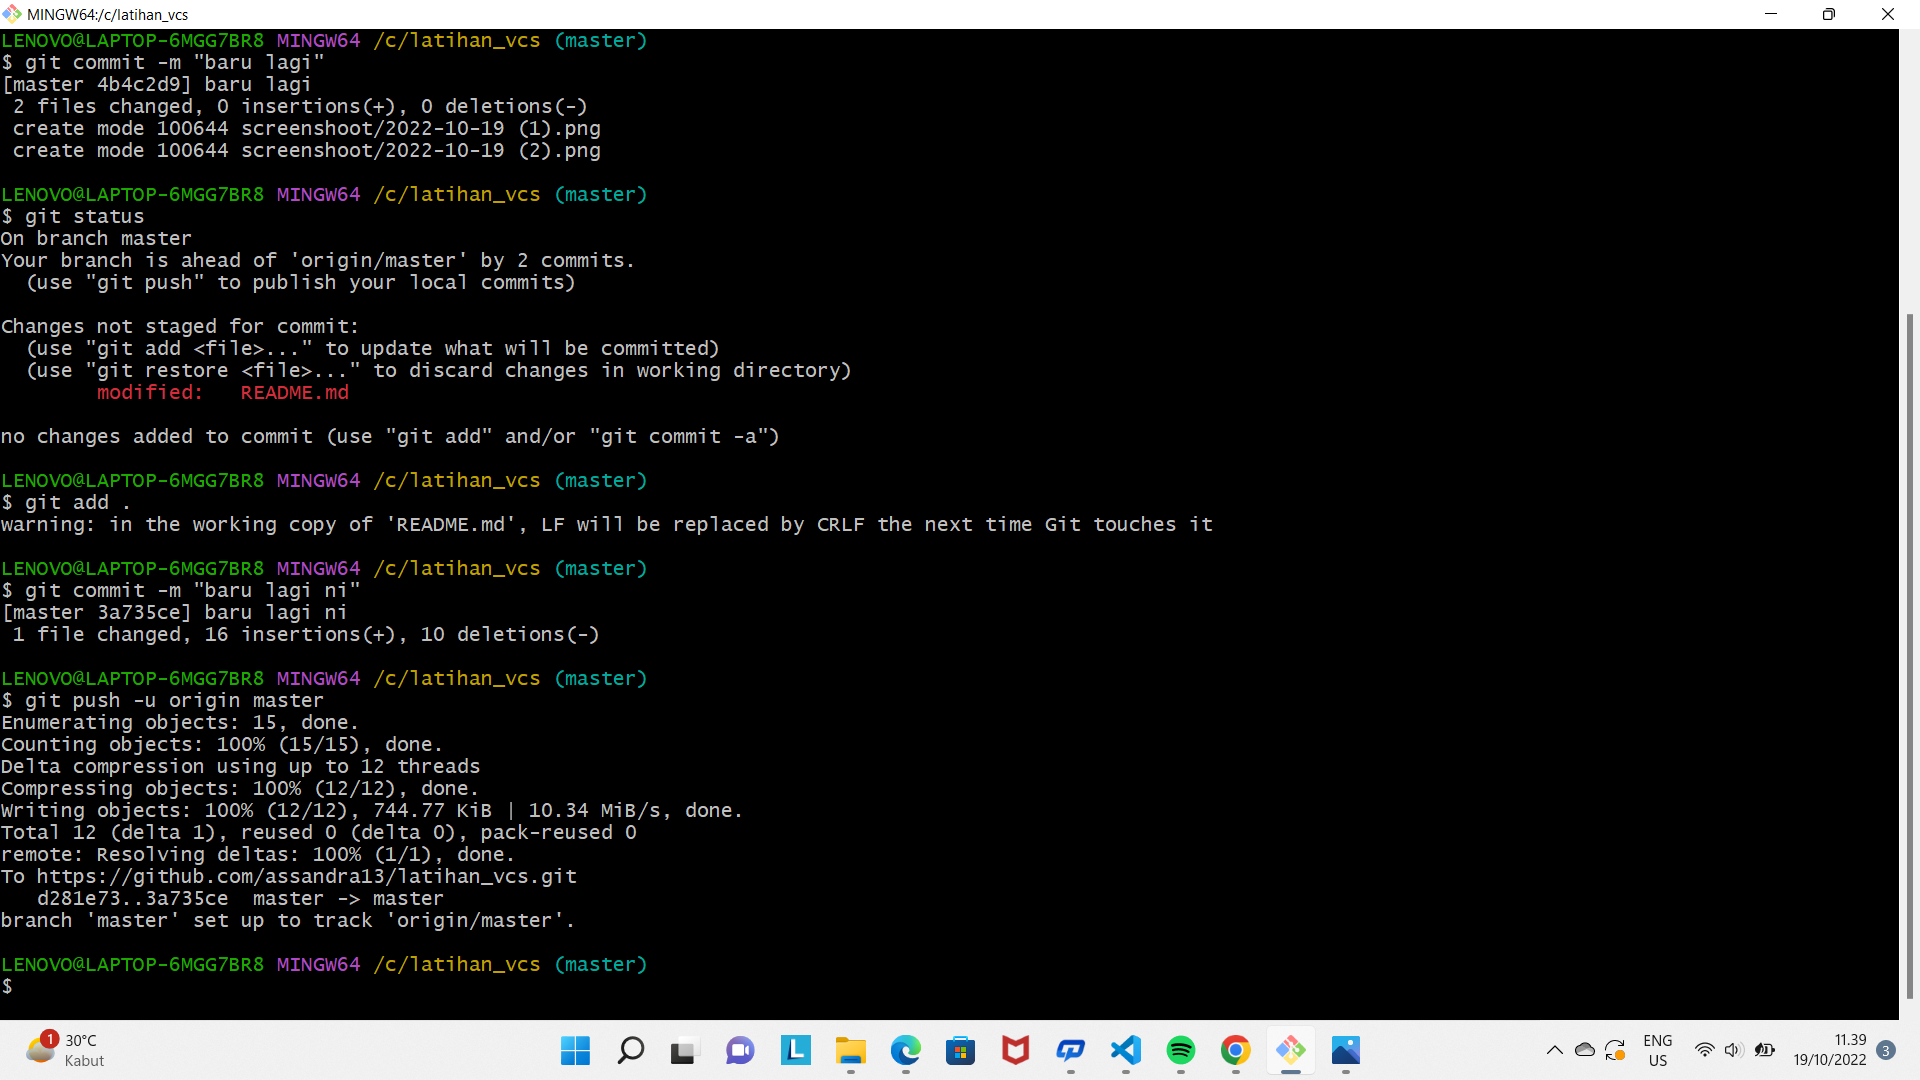 MINGW64:/c/latihan_vcs
LENOVO@LAPTOP-6MGG7BR8 MINGW64 /c/latihan_vcs (master)
$ git commit -m "baru lagi"
[master 4b4c2d9] baru lagi
 2 files changed, 0 insertions(+), 0 deletions(-)
 create mode 100644 screenshoot/2022-10-19 (1).png
 create mode 100644 screenshoot/2022-10-19 (2).png
LENOVO@LAPTOP-6MGG7BR8 MINGW64 /c/latihan_vcs (master)
$ git status
On branch master
Your branch is ahead of 'origin/master' by 2 commits.
  (use "git push" to publish your local commits)
Changes not staged for commit:
  (use "git add <file>..." to update what will be committed)
  (use "git restore <file>..." to discard changes in working directory)
        modified:   README.md
no changes added to commit (use "git add" and/or "git commit -a")
LENOVO@LAPTOP-6MGG7BR8 MINGW64 /c/latihan_vcs (master)
$ git add .
warning: in the working copy of 'README.md', LF will be replaced by CRLF the next time Git touches it
LENOVO@LAPTOP-6MGG7BR8 MINGW64 /c/latihan_vcs (master)
$ git commit -m "baru lagi ni"
[master 3a735ce] baru lagi ni
 1 file changed, 16 insertions(+), 10 deletions(-)
LENOVO@LAPTOP-6MGG7BR8 MINGW64 /c/latihan_vcs (master)
$ git push -u origin master
Enumerating objects: 15, done.
Counting objects: 100% (15/15), done.
Delta compression using up to 12 threads
Compressing objects: 100% (12/12), done.
Writing objects: 100% (12/12), 744.77 KiB | 10.34 MiB/s, done.
Total 12 (delta 1), reused 0 (delta 0), pack-reused 0
remote: Resolving deltas: 100% (1/1), done.
To https://github.com/assandra13/latihan_vcs.git
   d281e73..3a735ce  master -> master
branch 'master' set up to track 'origin/master'.
LENOVO@LAPTOP-6MGG7BR8 MINGW64 /c/latihan_vcs (master)
$
1
30°C
Kabut
L
ENG
US
11.39
19/10/2022
3